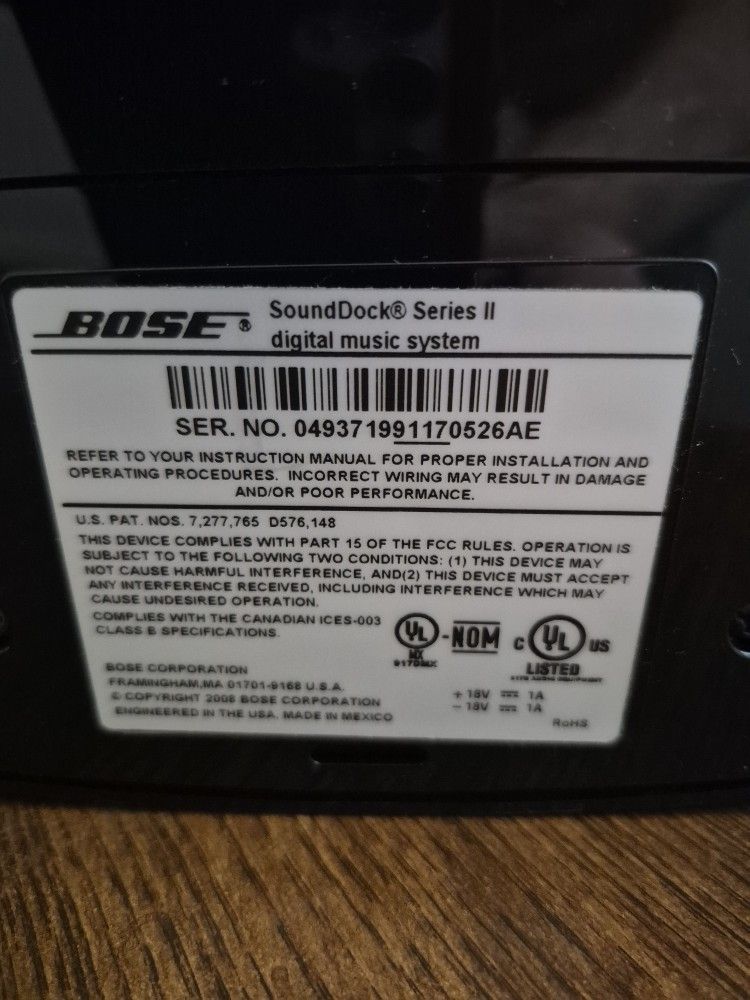 BOSE®
SoundDock® Series II
digital music system
SER. NO. 049371991170526AE
REFER TO YOUR INSTRUCTION MANUAL FOR PROPER INSTALLATION AND
OPERATING PROCEDURES. INCORRECT WIRING MAY RESULT IN DAMAGE
AND/OR POOR PERFORMANCE.
U.S. PAT. NOS. 7,277,765 D576,148
THIS DEVICE COMPLIES WITH PART 15 OF THE FCC RULES. OPERATION IS
SUBJECT TO THE FOLLOWING TWO CONDITIONS: (1) THIS DEVICE MAY
NOT CAUSE HARMFUL INTERFERENCE, AND(2) THIS DEVICE MUST ACCEPT
ANY INTERFERENCE RECEIVED, INCLUDING INTERFERENCE WHICH MAY
CAUSE UNDESIRED OPERATION.
COMPLIES WITH THE CANADIAN ICES-003
CLASS B SPECIFICATIONS.
UL -NOM C UL US
MX
LISTED
BOSE CORPORATION
FRAMINGHAM,MA 01701-9168 U.S.A.
© COPYRIGHT 2008 BOSE CORPORATION
ENGINEERED IN THE USA. MADE IN MEXICO
+ 18V 1A
− 18V 1A
RoHS